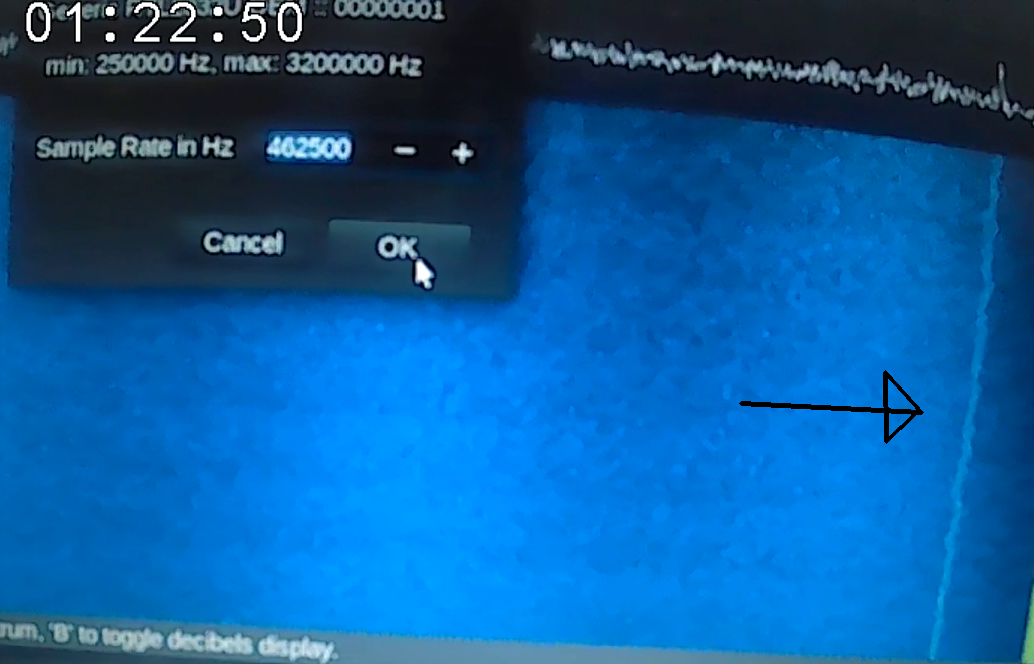 01:22:50
00000001
min: 250000 Hz, max: 3200000 Hz
Sample Rate in Hz 462500 − +
Cancel OK
'B' to toggle decibels display.